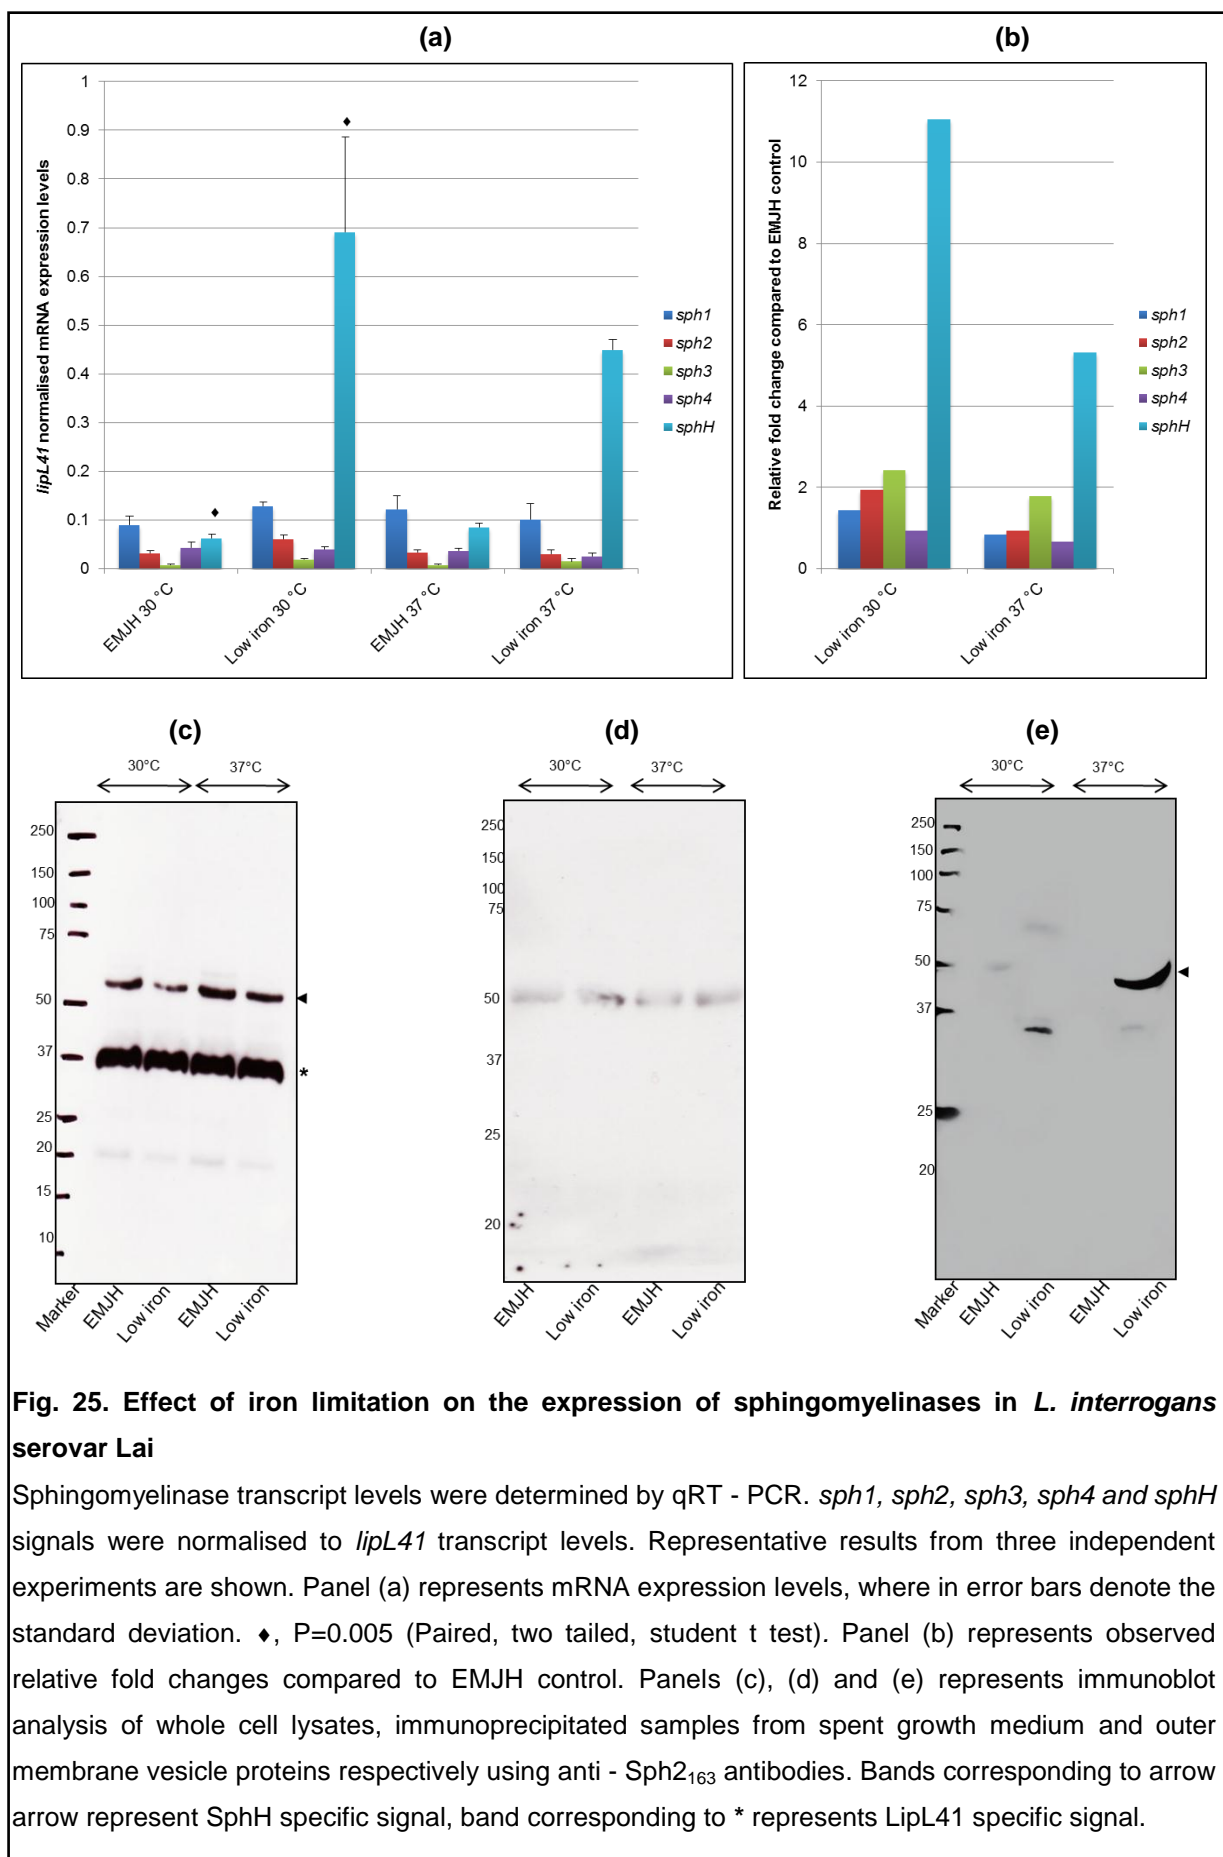 (a)
(b)
lipL41 normalised mRNA expression levels
1
0.9
0.8
0.7
0.6
0.5
0.4
0.3
0.2
0.1
0
♦
♦
EMJH 30 °C
Low iron 30 °C
EMJH 37 °C
Low iron 37 °C
sph1
sph2
sph3
sph4
sphH
Relative fold change compared to EMJH control
12
10
8
6
4
2
0
Low iron 30 °C
Low iron 37 °C
sph1
sph2
sph3
sph4
sphH
(c)
30°C 37°C
250
150
100
75
50
37
25
20
15
10
*
Marker
EMJH
Low iron
EMJH
Low iron
(d)
30°C 37°C
250
150
100
75
50
37
25
20
EMJH
Low iron
EMJH
Low iron
(e)
30°C 37°C
250
150
100
75
50
37
25
20
Marker
EMJH
Low iron
EMJH
Low iron
Fig. 25. Effect of iron limitation on the expression of sphingomyelinases in L. interrogans
serovar Lai
Sphingomyelinase transcript levels were determined by qRT - PCR. sph1, sph2, sph3, sph4 and sphH
signals were normalised to lipL41 transcript levels. Representative results from three independent
experiments are shown. Panel (a) represents mRNA expression levels, where in error bars denote the
standard deviation. ♦, P=0.005 (Paired, two tailed, student t test). Panel (b) represents observed
relative fold changes compared to EMJH control. Panels (c), (d) and (e) represents immunoblot
analysis of whole cell lysates, immunoprecipitated samples from spent growth medium and outer
membrane vesicle proteins respectively using anti - Sph2₁₆₃ antibodies. Bands corresponding to arrow
arrow represent SphH specific signal, band corresponding to * represents LipL41 specific signal.